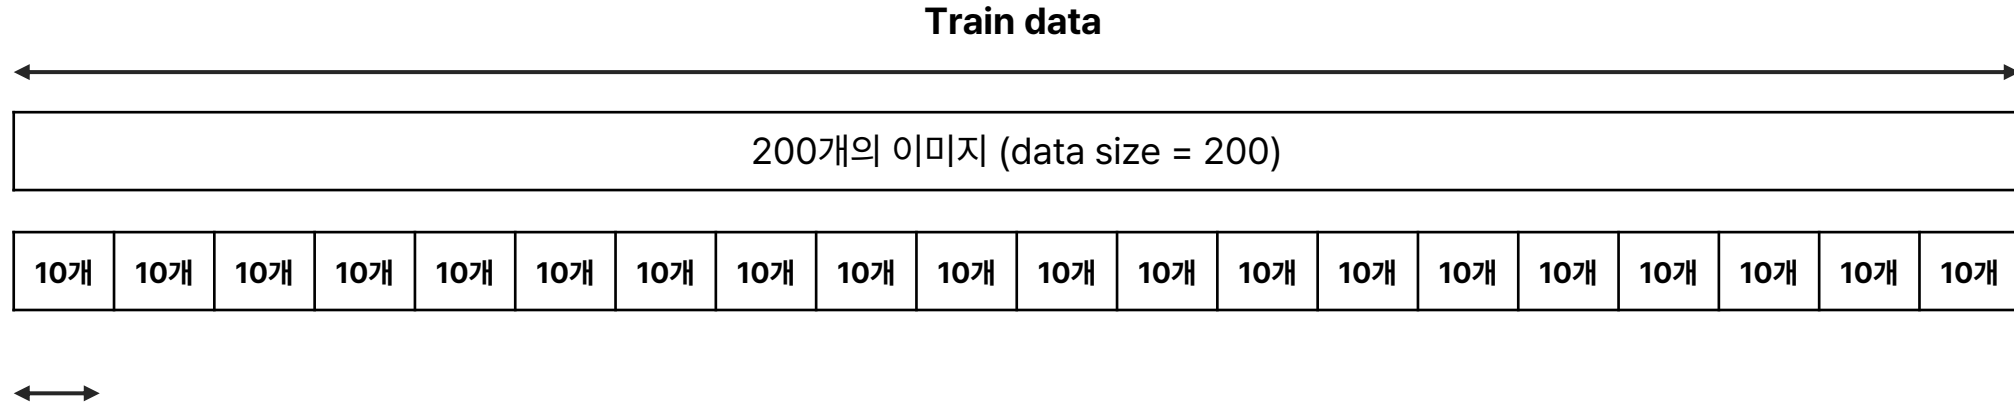 Train data
200개의 이미지 (data size = 200)
10개 10개 10개 10개 10개 10개 10개 10개 10개 10개 10개 10개 10개 10개 10개 10개 10개 10개 10개 10개